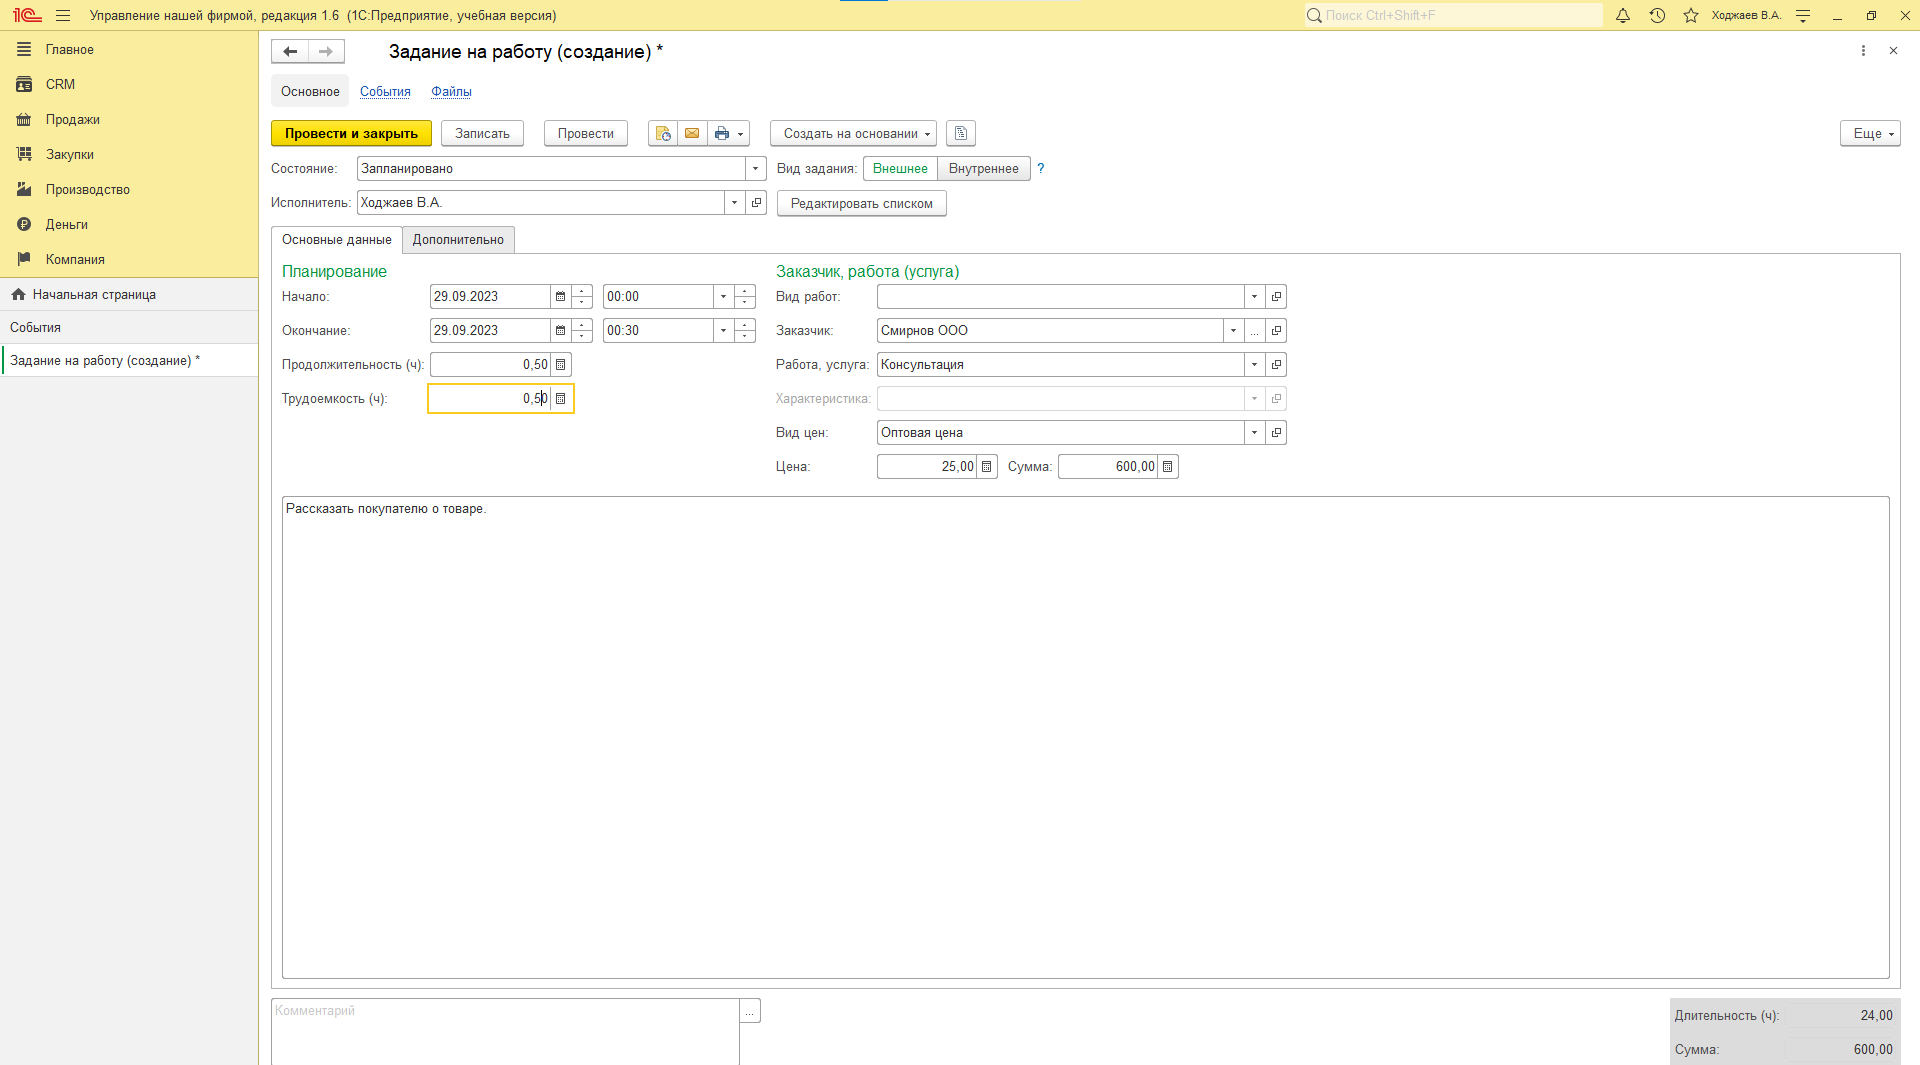 Управление нашей фирмой, редакция 1.6 (1С:Предприятие, учебная версия)
Поиск Ctrl+Shift+F
Ходжаев В.А.
Главное
CRM
Продажи
Закупки
Производство
Деньги
Компания
Начальная страница
События
Задание на работу (создание) *
Задание на работу (создание) *
Основное События Файлы
Провести и закрыть Записать Провести Создать на основании Еще
Состояние: Запланировано Вид задания: Внешнее Внутреннее ?
Исполнитель: Ходжаев В.А. Редактировать списком
Основные данные Дополнительно
Планирование
Начало: 29.09.2023 00:00
Окончание: 29.09.2023 00:30
Продолжительность (ч): 0,50
Трудоемкость (ч): 0,50
Заказчик, работа (услуга)
Вид работ:
Заказчик: Смирнов ООО ...
Работа, услуга: Консультация
Характеристика:
Вид цен: Оптовая цена
Цена: 25,00 Сумма: 600,00
Рассказать покупателю о товаре.
Комментарий ...
Длительность (ч): 24,00
Сумма: 600,00